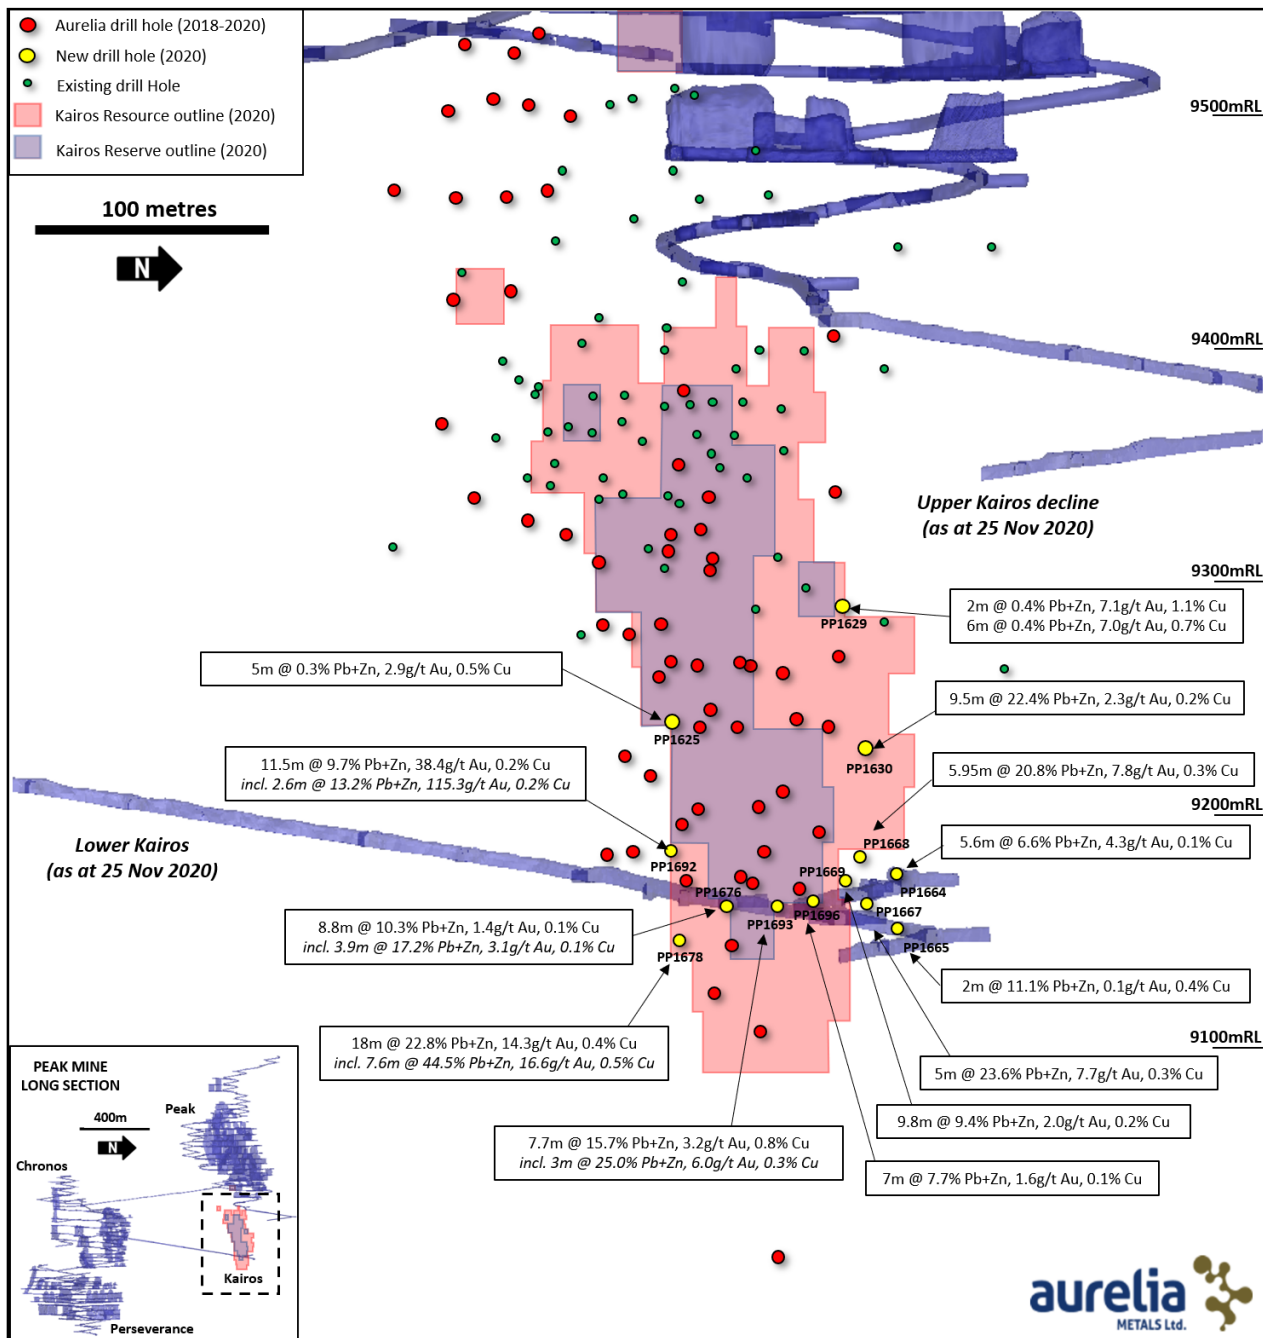 Aurelia drill hole (2018-2020)
New drill hole (2020)
Existing drill Hole
Kairos Resource outline (2020)
Kairos Reserve outline (2020)
100 metres
N
9500mRL
9400mRL
Upper Kairos decline
(as at 25 Nov 2020)
9300mRL
2m @ 0.4% Pb+Zn, 7.1g/t Au, 1.1% Cu
6m @ 0.4% Pb+Zn, 7.0g/t Au, 0.7% Cu
PP1629
5m @ 0.3% Pb+Zn, 2.9g/t Au, 0.5% Cu
9.5m @ 22.4% Pb+Zn, 2.3g/t Au, 0.2% Cu
PP1625
PP1630
11.5m @ 9.7% Pb+Zn, 38.4g/t Au, 0.2% Cu
incl. 2.6m @ 13.2% Pb+Zn, 115.3g/t Au, 0.2% Cu
5.95m @ 20.8% Pb+Zn, 7.8g/t Au, 0.3% Cu
9200mRL
Lower Kairos
(as at 25 Nov 2020)
PP1668
5.6m @ 6.6% Pb+Zn, 4.3g/t Au, 0.1% Cu
PP1692
PP1669
PP1664
PP1676
PP1696
PP1667
PP1693
PP1665
8.8m @ 10.3% Pb+Zn, 1.4g/t Au, 0.1% Cu
incl. 3.9m @ 17.2% Pb+Zn, 3.1g/t Au, 0.1% Cu
PP1678
2m @ 11.1% Pb+Zn, 0.1g/t Au, 0.4% Cu
18m @ 22.8% Pb+Zn, 14.3g/t Au, 0.4% Cu
incl. 7.6m @ 44.5% Pb+Zn, 16.6g/t Au, 0.5% Cu
9100mRL
5m @ 23.6% Pb+Zn, 7.7g/t Au, 0.3% Cu
9.8m @ 9.4% Pb+Zn, 2.0g/t Au, 0.2% Cu
7.7m @ 15.7% Pb+Zn, 3.2g/t Au, 0.8% Cu
incl. 3m @ 25.0% Pb+Zn, 6.0g/t Au, 0.3% Cu
7m @ 7.7% Pb+Zn, 1.6g/t Au, 0.1% Cu
PEAK MINE
LONG SECTION
400m
N
Peak
Chronos
Kairos
Perseverance
aurelia
METALS Ltd.